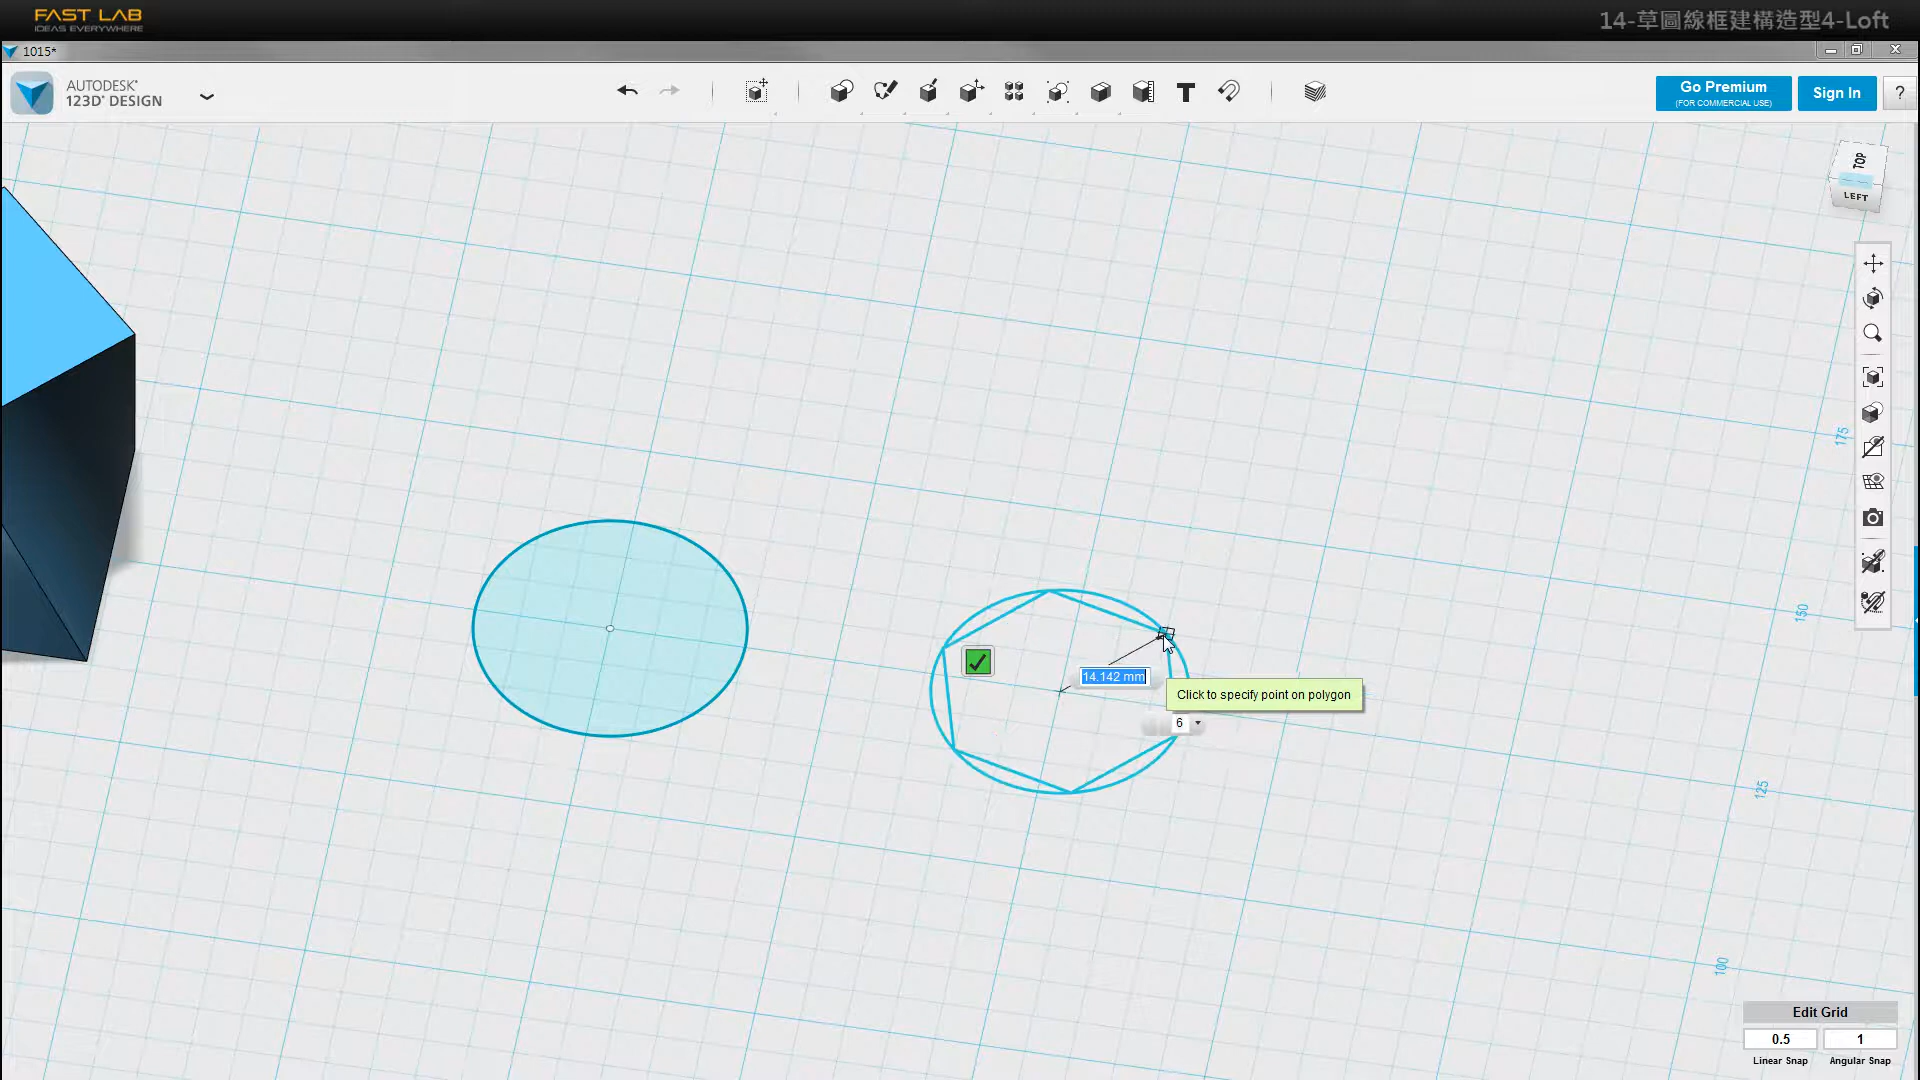 FAST LAB
IDEAS EVERYWHERE
14-草圖線框建構造型4-Loft
1015*
AUTODESK®
123D® DESIGN
Go Premium
(FOR COMMERCIAL USE)
Sign In
?
TOP
LEFT
175
150
125
100
14.142 mm
Click to specify point on polygon
6
Edit Grid
0.5
1
Linear Snap
Angular Snap